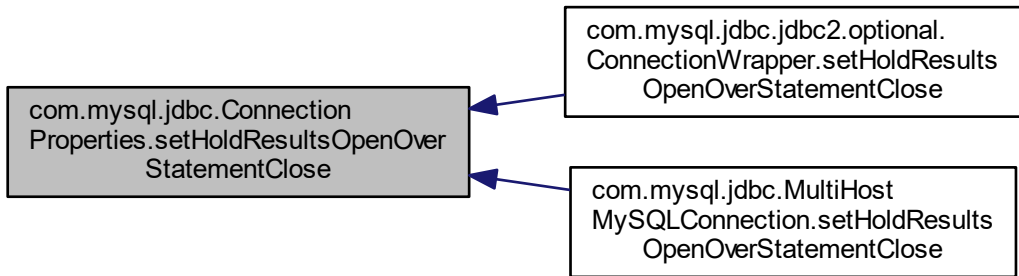 com.mysql.jdbc.Connection
Properties.setHoldResultsOpenOver
StatementClose
com.mysql.jdbc.jdbc2.optional.
ConnectionWrapper.setHoldResults
OpenOverStatementClose
com.mysql.jdbc.MultiHost
MySQLConnection.setHoldResults
OpenOverStatementClose